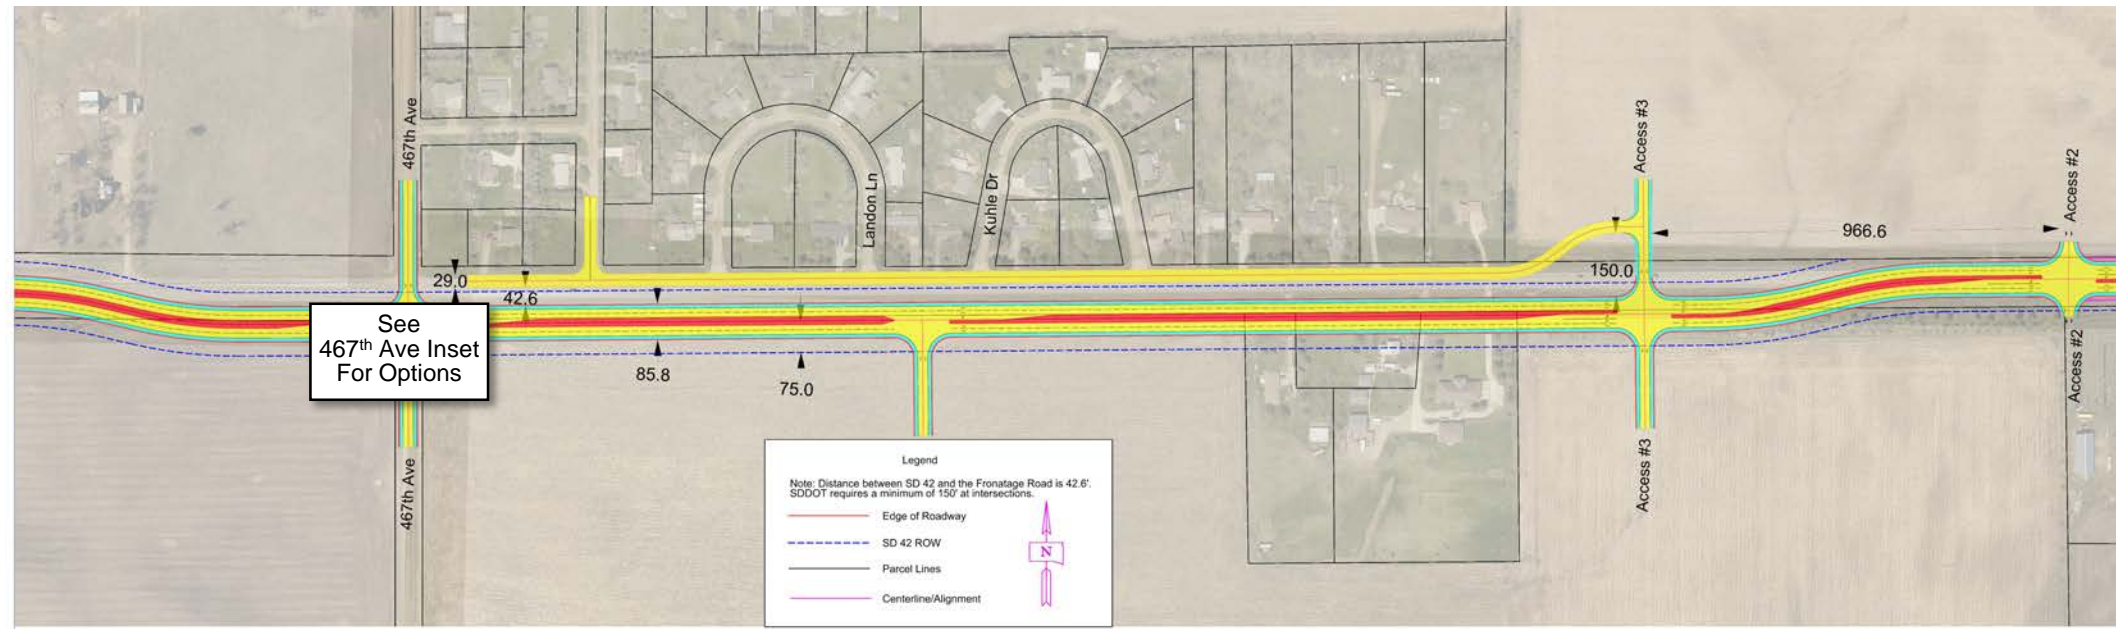 467th Ave
Access #3
Access #2
Landon Ln
Kuhle Dr
966.6
29.0
42.6
150.0
See
467th Ave Inset
For Options
85.8
75.0
Access #2
467th Ave
Access #3
Legend
Note: Distance between SD 42 and the Fronatage Road is 42.6'.
SDDOT requires a minimum of 150' at intersections.
Edge of Roadway
SD 42 ROW
N
Parcel Lines
Centerline/Alignment